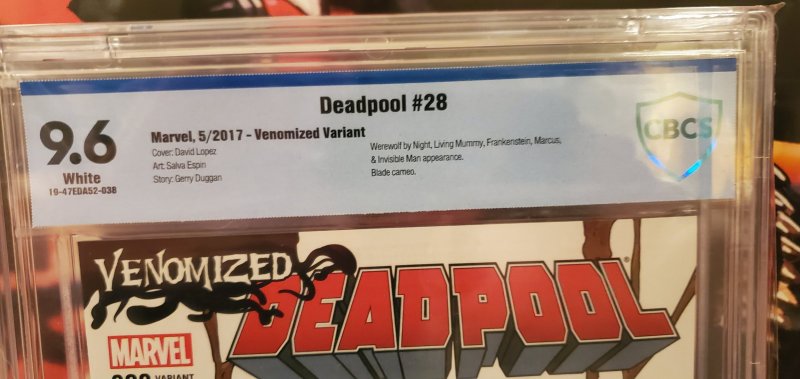 Deadpool #28
9.6
White
19-47EDA52-038
Marvel, 5/2017 - Venomized Variant
Cover: David Lopez
Art: Salva Espin
Story: Gerry Duggan
Werewolf by Night, Living Mummy, Frankenstein, Marcus,
& Invisible Man appearance.
Blade cameo.
CBCS
VENOMIZED
DEADPOOL
MARVEL
VARIANT